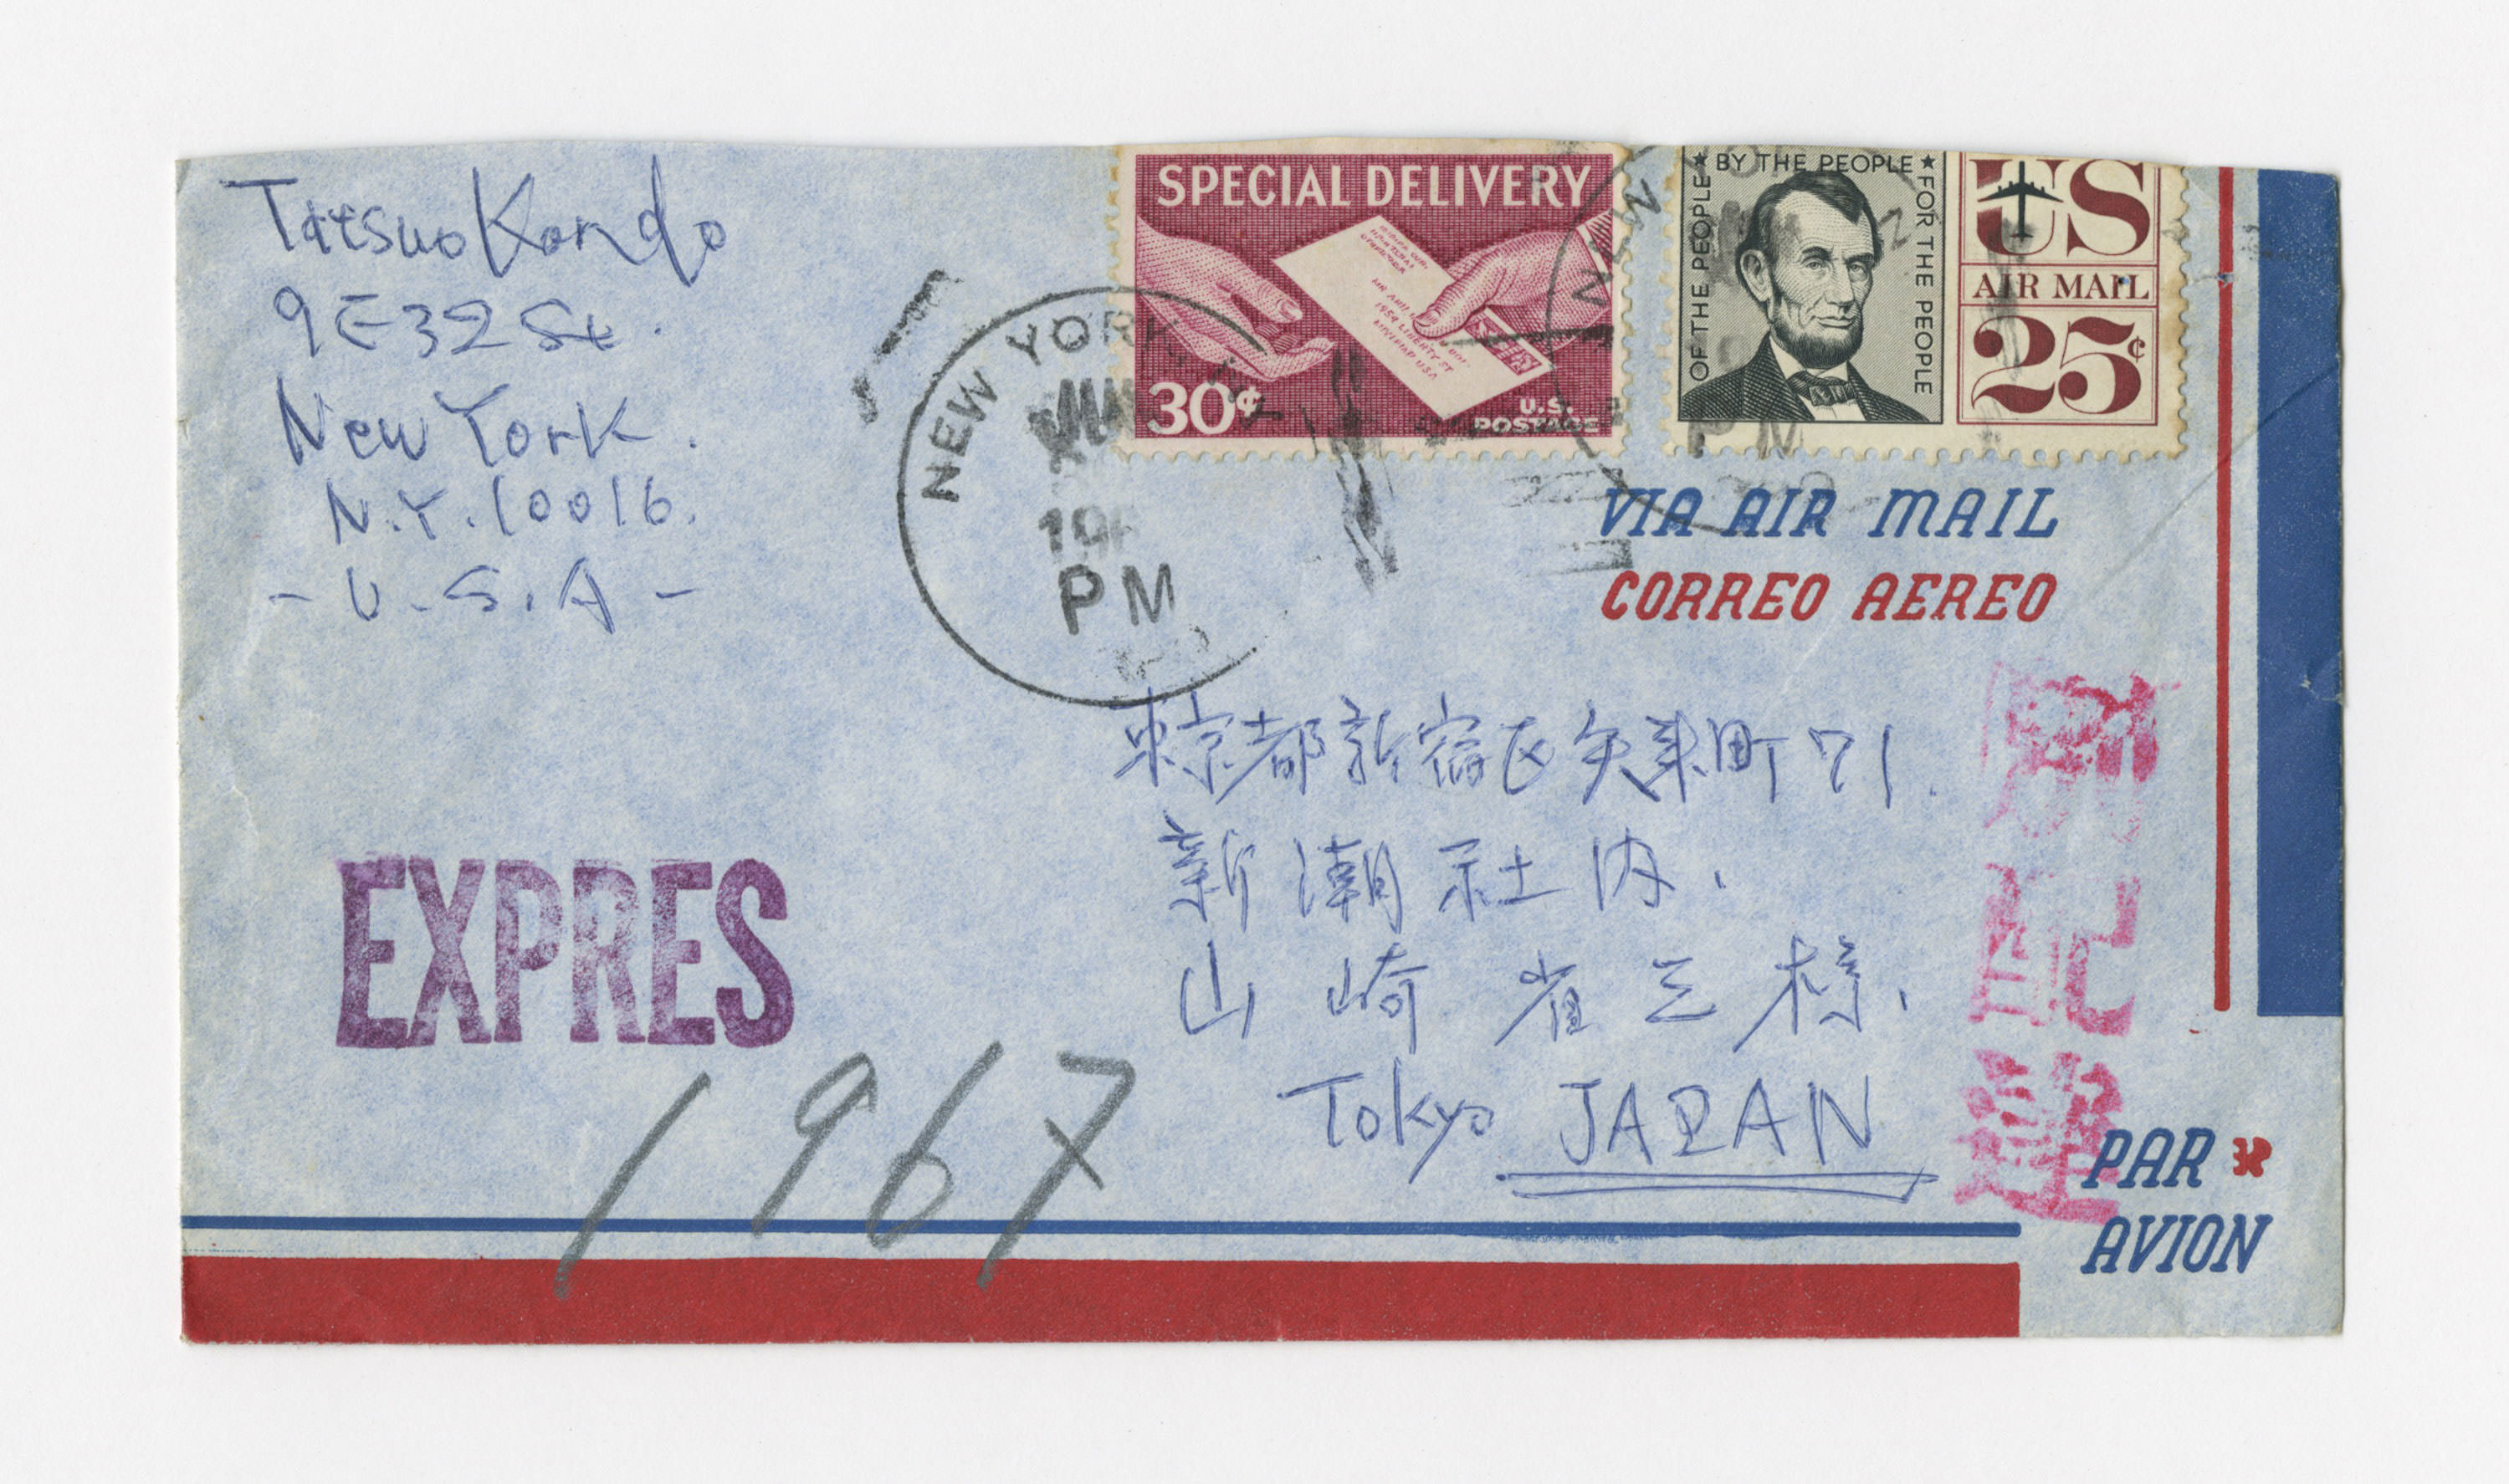 Tatsuo Kondo
9E 32 St.
New York.
N.Y. 10016.
- U.S.A -
SPECIAL DELIVERY
30¢
U.S.
POSTAGE
OF THE PEOPLE ★ BY THE PEOPLE ★ FOR THE PEOPLE
US
AIR MAIL
25¢
NEW YORK, N.Y.
PM
NEW
PM
VIA AIR MAIL
CORREO AEREO
東京都新宿区矢来町71.
新潮社内.
山崎省三様.
Tokyo JAPAN
EXPRES
1967
PAR
AVION